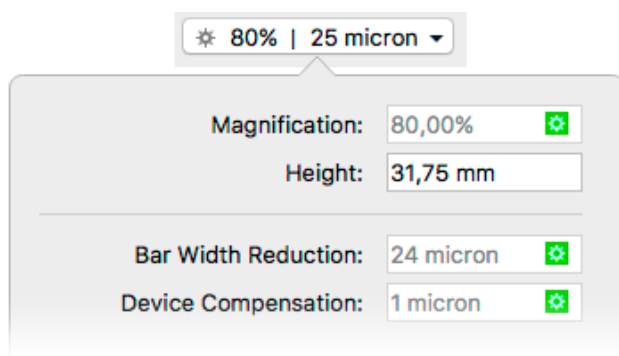 80% | 25 micron
Magnification: 80,00%
Height: 31,75 mm
Bar Width Reduction: 24 micron
Device Compensation: 1 micron